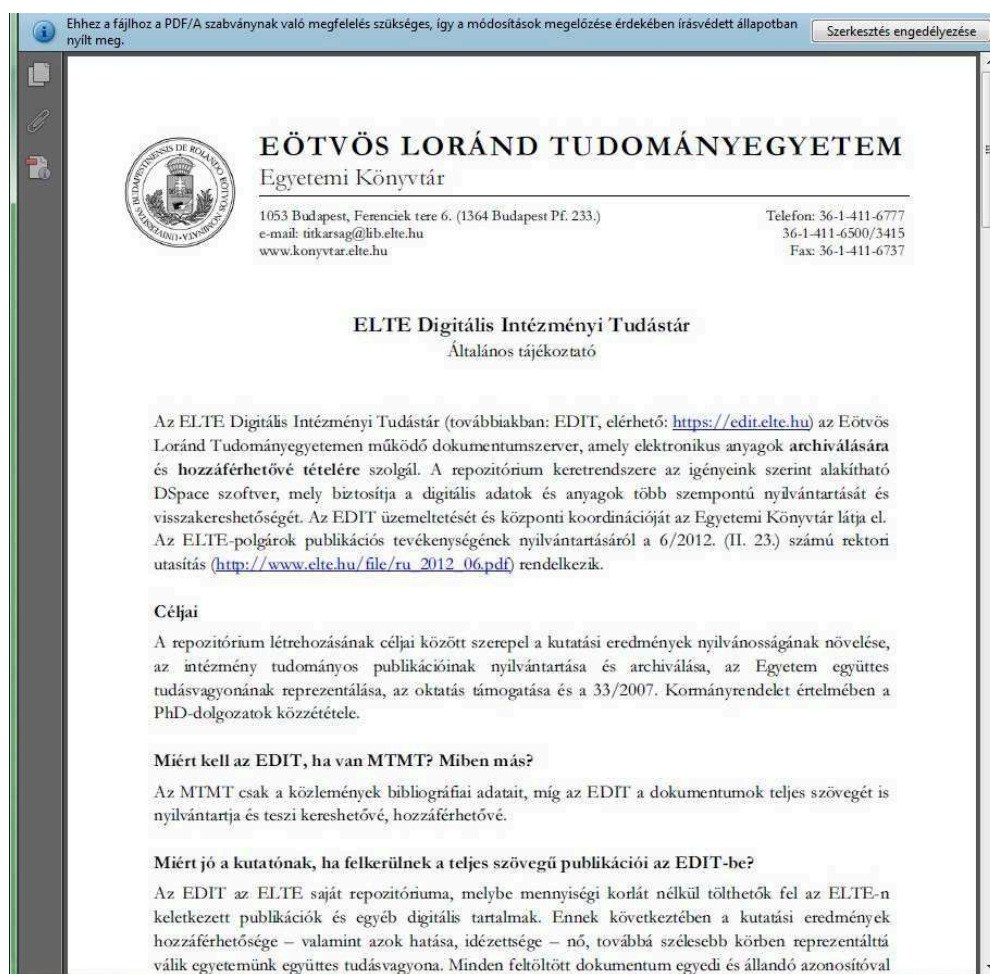 Ehhez a fájlhoz a PDF/A szabványnak való megfelelés szükséges, így a módosítások megelőzése érdekében írásvédett állapotban
nyílt meg.
Szerkesztés engedélyezése
EÖTVÖS LORÁND TUDOMÁNYEGYETEM
Egyetemi Könyvtár
1053 Budapest, Ferenciek tere 6. (1364 Budapest Pf. 233.)
Telefon: 36-1-411-6777
e-mail: titkarsag@lib.elte.hu
36-1-411-6500/3415
www.konyvtar.elte.hu
Fax: 36-1-411-6737
ELTE Digitális Intézményi Tudástár
Általános tájékoztató
Az ELTE Digitális Intézményi Tudástár (továbbiakban: EDIT, elérhető: https://edit.elte.hu) az Eötvös
Loránd Tudományegyetemen működő dokumentumszerver, amely elektronikus anyagok archiválására
és hozzáférhetővé tételére szolgál. A repozitórium keretrendszere az igényeink szerint alakítható
DSpace szoftver, mely biztosítja a digitális adatok és anyagok több szempontú nyilvántartását és
visszakereshetőségét. Az EDIT üzemeltetését és központi koordinációját az Egyetemi Könyvtár látja el.
Az ELTE-polgárok publikációs tevékenységének nyilvántartásáról a 6/2012. (II. 23.) számú rektori
utasítás (http://www.elte.hu/file/ru_2012_06.pdf) rendelkezik.
Céljai
A repozitórium létrehozásának céljai között szerepel a kutatási eredmények nyilvánosságának növelése,
az intézmény tudományos publikációinak nyilvántartása és archiválása, az Egyetem együttes
tudásvagyonának reprezentálása, az oktatás támogatása és a 33/2007. Kormányrendelet értelmében a
PhD-dolgozatok közzététele.
Miért kell az EDIT, ha van MTMT? Miben más?
Az MTMT csak a közlemények bibliográfiai adatait, míg az EDIT a dokumentumok teljes szövegét is
nyilvántartja és teszi kereshetővé, hozzáférhetővé.
Miért jó a kutatónak, ha felkerülnek a teljes szövegű publikációi az EDIT-be?
Az EDIT az ELTE saját repozitóriuma, melybe mennyiségi korlát nélkül tölthetők fel az ELTE-n
keletkezett publikációk és egyéb digitális tartalmak. Ennek következtében a kutatási eredmények
hozzáférhetősége – valamint azok hatása, idézettsége – nő, továbbá szélesebb körben reprezentálttá
válik egyetemünk együttes tudásvagyona. Minden feltöltött dokumentum egyedi és állandó azonosítóval